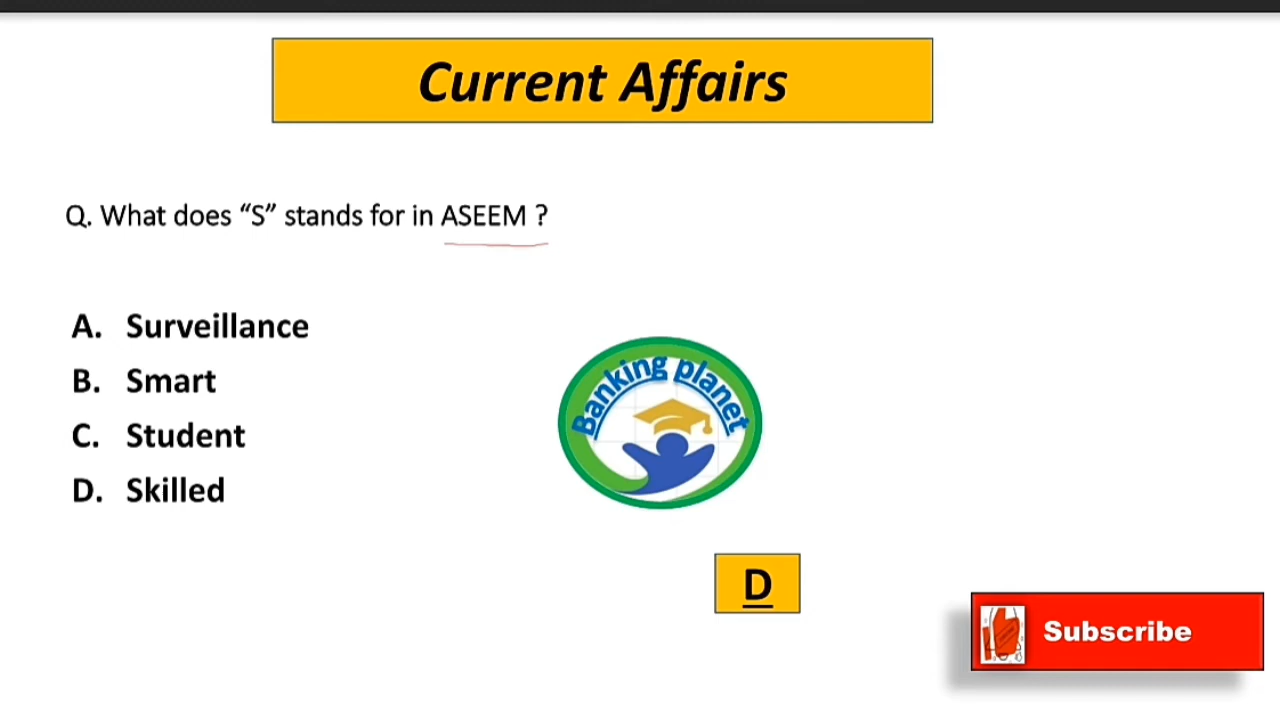 Current Affairs
Q. What does “S” stands for in ASEEM ?
A. Surveillance
B. Smart
C. Student
D. Skilled
Banking planet
D
Subscribe